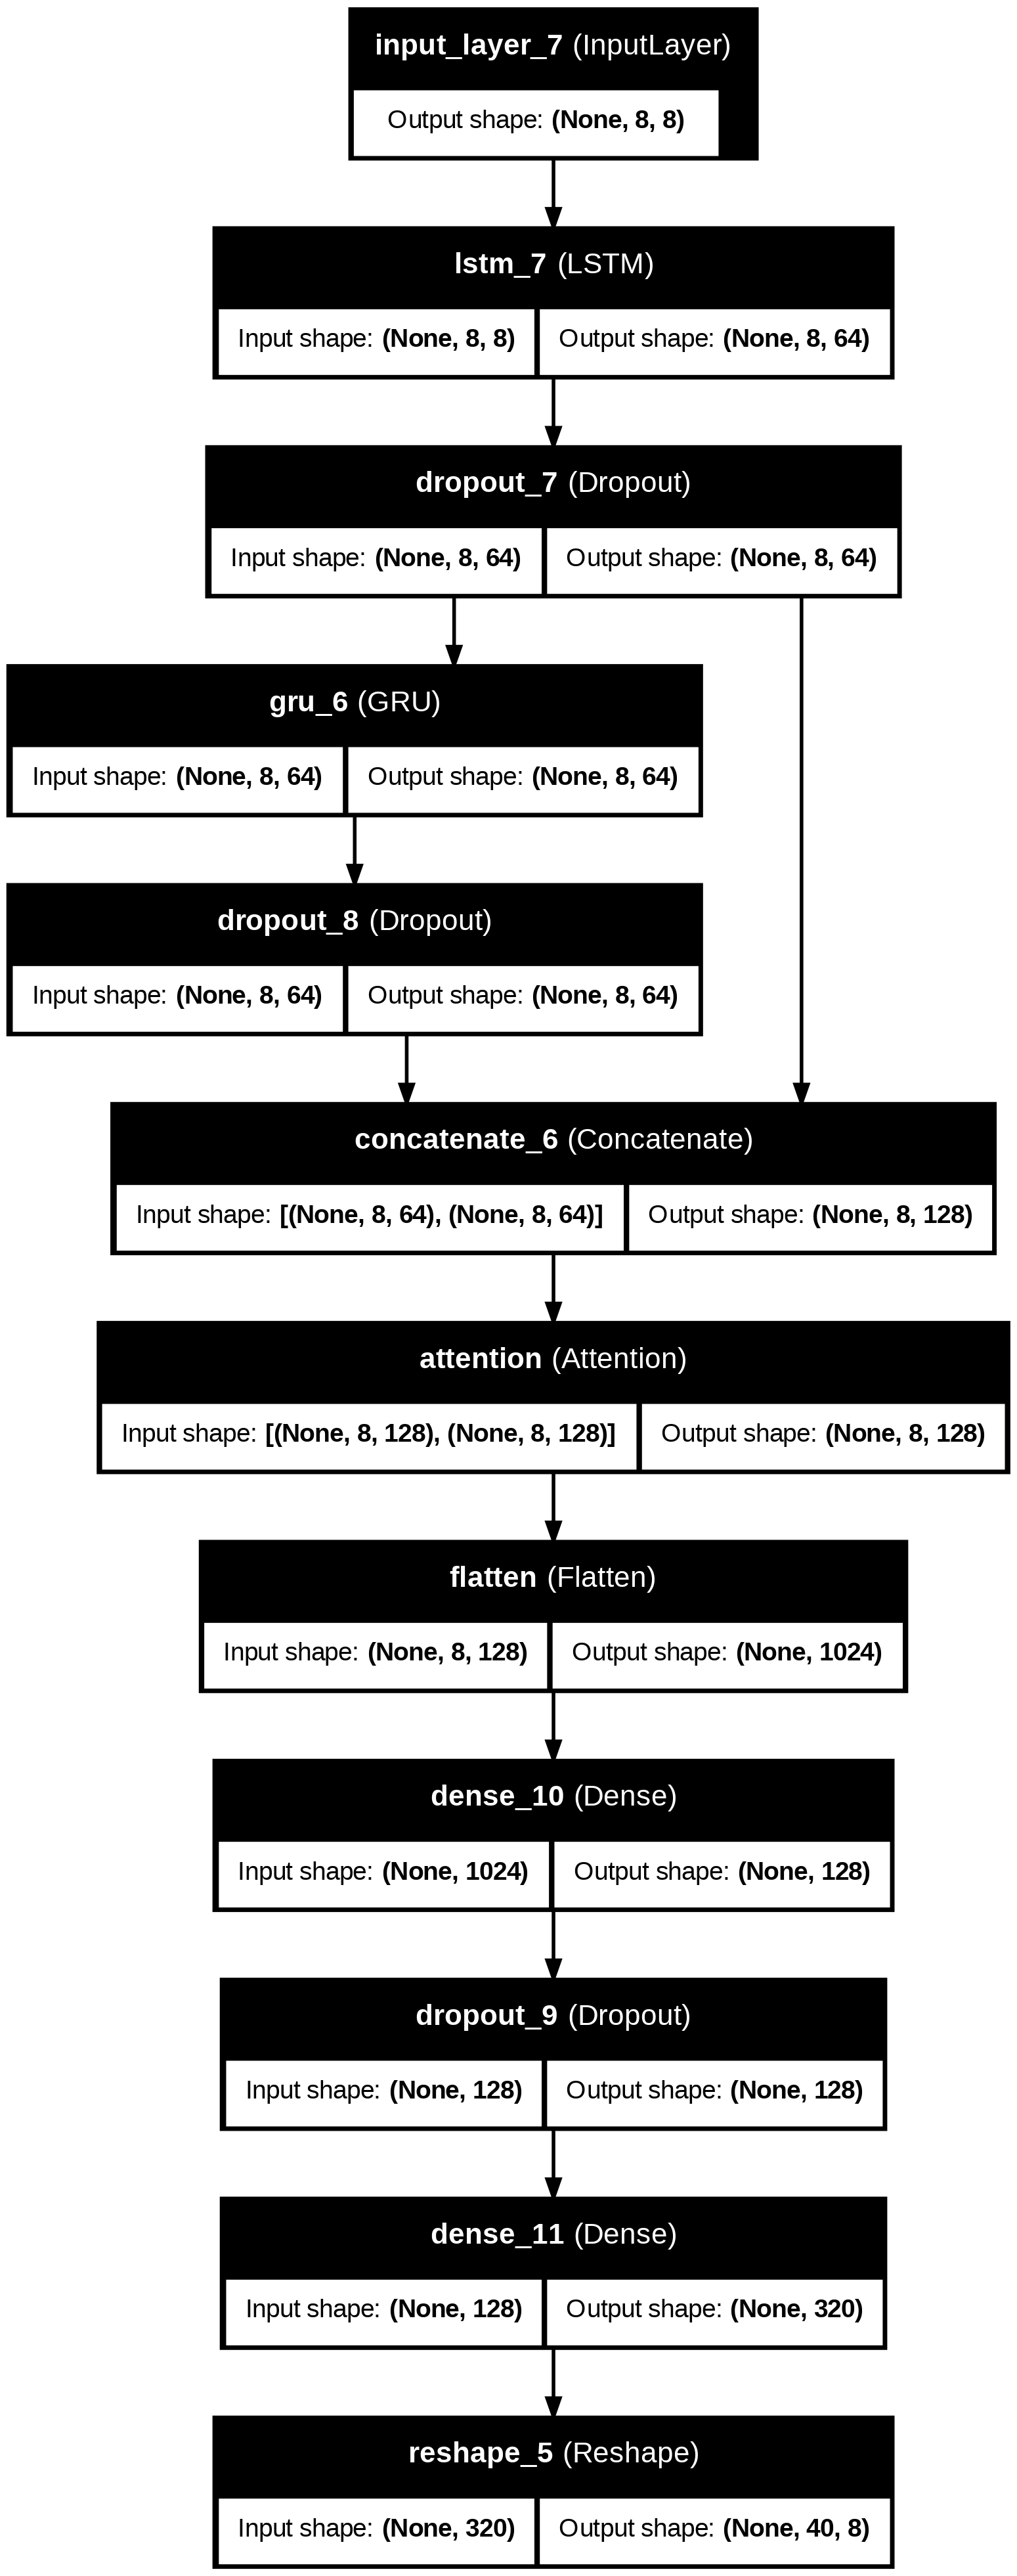 input_layer_7 (InputLayer)
Output shape: (None, 8, 8)
lstm_7 (LSTM)
Input shape: (None, 8, 8) Output shape: (None, 8, 64)
dropout_7 (Dropout)
Input shape: (None, 8, 64) Output shape: (None, 8, 64)
gru_6 (GRU)
Input shape: (None, 8, 64) Output shape: (None, 8, 64)
dropout_8 (Dropout)
Input shape: (None, 8, 64) Output shape: (None, 8, 64)
concatenate_6 (Concatenate)
Input shape: [(None, 8, 64), (None, 8, 64)] Output shape: (None, 8, 128)
attention (Attention)
Input shape: [(None, 8, 128), (None, 8, 128)] Output shape: (None, 8, 128)
flatten (Flatten)
Input shape: (None, 8, 128) Output shape: (None, 1024)
dense_10 (Dense)
Input shape: (None, 1024) Output shape: (None, 128)
dropout_9 (Dropout)
Input shape: (None, 128) Output shape: (None, 128)
dense_11 (Dense)
Input shape: (None, 128) Output shape: (None, 320)
reshape_5 (Reshape)
Input shape: (None, 320) Output shape: (None, 40, 8)